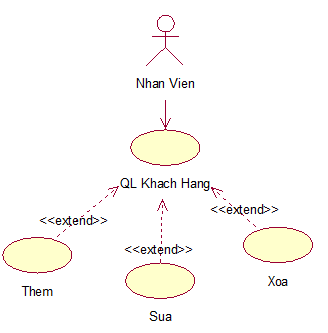 Nhan Vien
QL Khach Hang
<<extend>>
<<extend>>
<<extend>>
Them
Sua
Xoa